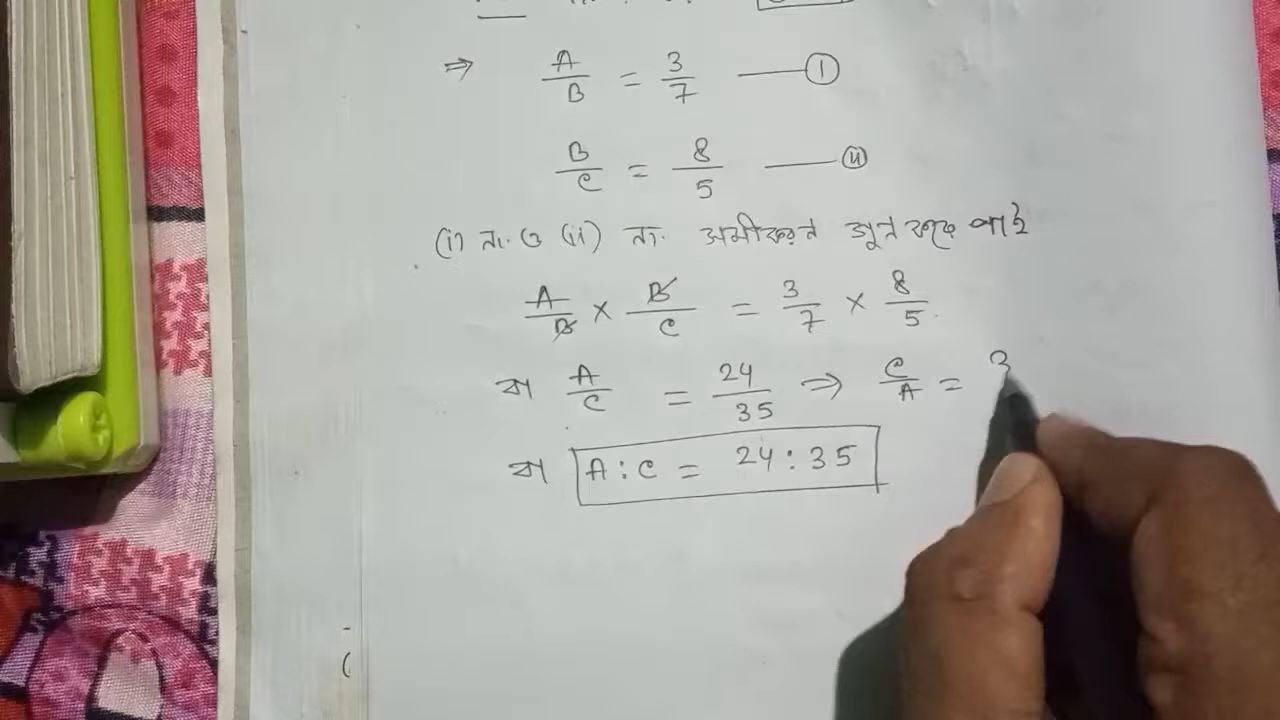 ⇒ A/B = 3/7 —— (i)
B/C = 8/5 —— (ii)
(i) নং ও (ii) নং সমীকরণ গুন করে পাই
A/B × B/C = 3/7 × 8/5
বা A/C = 24/35 ⇒ C/A = 3
বা A : C = 24 : 35